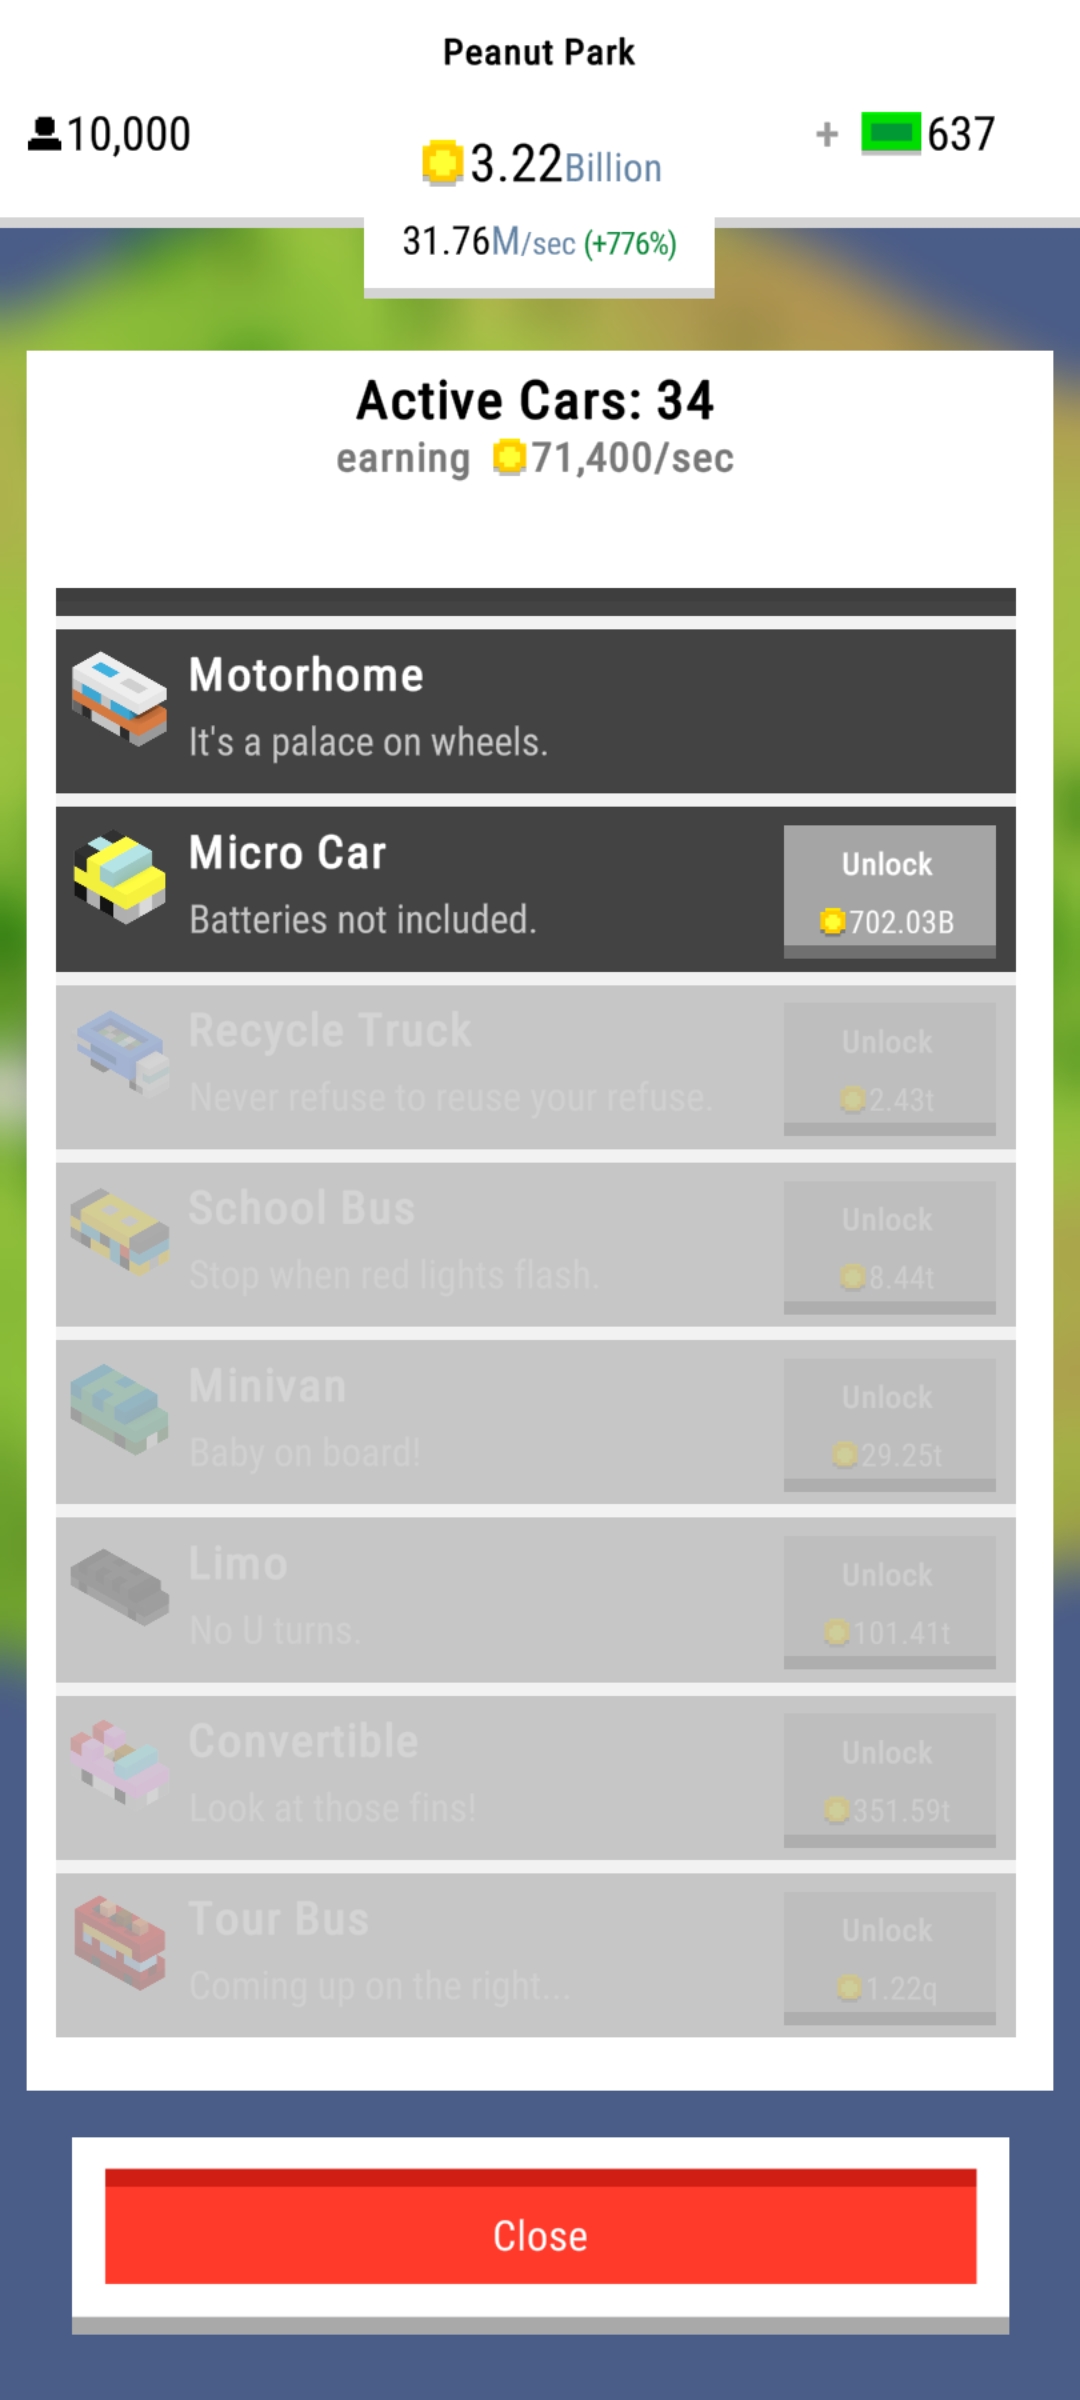 Peanut Park
10,000
3.22Billion
+ 637
31.76M/sec (+776%)
Active Cars: 34
earning 71,400/sec
Motorhome
It's a palace on wheels.
Micro Car
Batteries not included.
Unlock
702.03B
Recycle Truck
Never refuse to reuse your refuse.
Unlock
2.43t
School Bus
Stop when red lights flash.
Unlock
8.44t
Minivan
Baby on board!
Unlock
29.25t
Limo
No U turns.
Unlock
101.41t
Convertible
Look at those fins!
Unlock
351.59t
Tour Bus
Coming up on the right...
Unlock
1.22q
Close